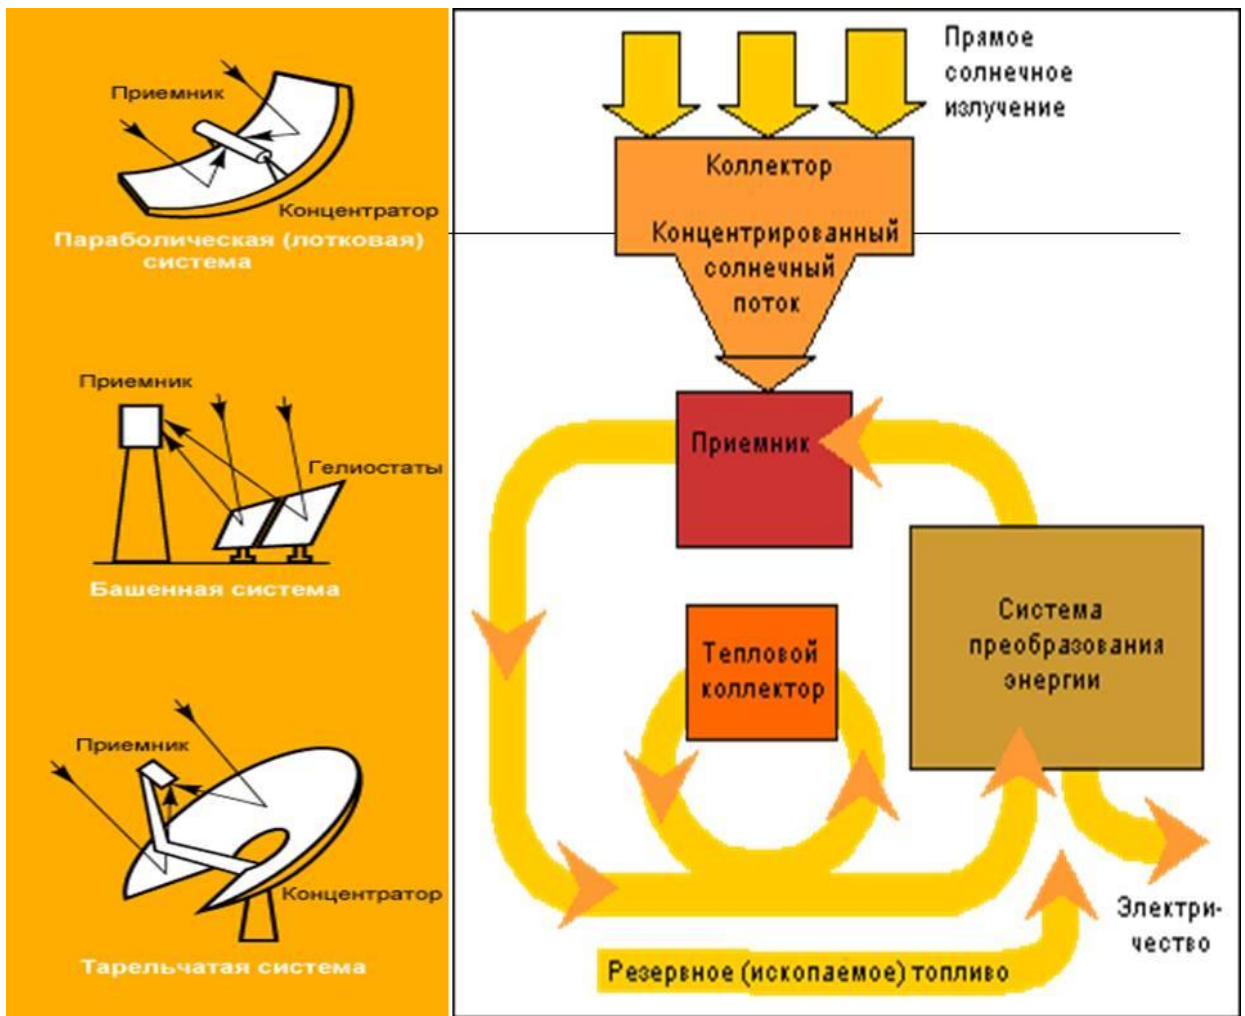 Приемник
Концентратор
Параболическая (лотковая)
система
Приемник
Гелиостаты
Башенная система
Приемник
Концентратор
Тарельчатая система
Прямое
солнечное
излучение
Коллектор
Концентрированный
солнечный
поток
Приемник
Тепловой
коллектор
Система
преобразования
энергии
Электри-
чество
Резервное (ископаемое) топливо